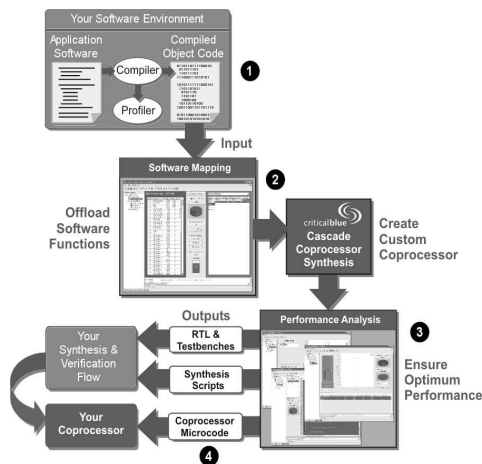 Your Software Environment
Application
Software
Compiled
Object Code
Compiler
Profiler
1
Input
Software Mapping
2
Offload
Software
Functions
criticalblue
Cascade
Coprocessor
Synthesis
Create
Custom
Coprocessor
Outputs
Performance Analysis
3
RTL &
Testbenches
Your
Synthesis &
Verification
Flow
Synthesis
Scripts
Ensure
Optimum
Performance
Your
Coprocessor
Coprocessor
Microcode
4